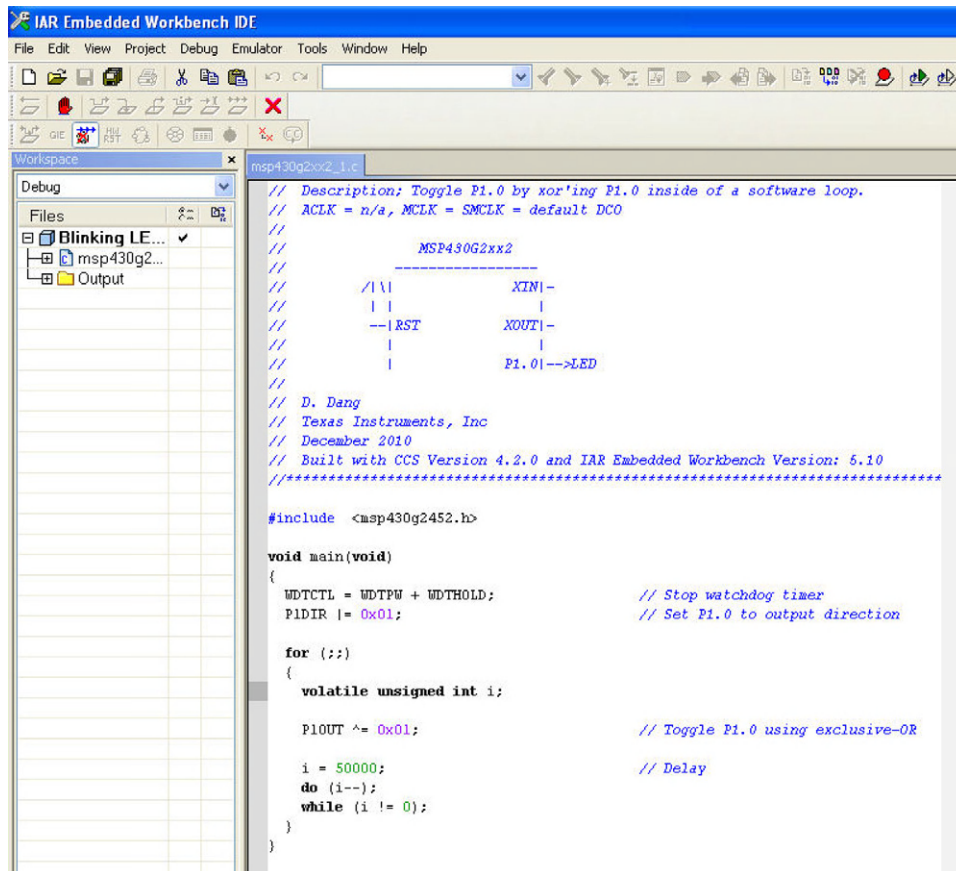 IAR Embedded Workbench IDE
File Edit View Project Debug Emulator Tools Window Help
GIE
HW
RST
Workspace
Debug
Files
Blinking LE...
msp430g2...
Output
msp430g2xx2_1.c
//  Description; Toggle P1.0 by xor'ing P1.0 inside of a software loop.
//  ACLK = n/a, MCLK = SMCLK = default DCO
//
//                MSP430G2xx2
//             -----------------
//         /|\|              XIN|-
//          | |                 |
//          --|RST          XOUT|-
//            |                 |
//            |             P1.0|-->LED
//
//  D. Dang
//  Texas Instruments, Inc
//  December 2010
//  Built with CCS Version 4.2.0 and IAR Embedded Workbench Version: 5.10
//******************************************************************************
#include  <msp430g2452.h>
void main(void)
{
  WDTCTL = WDTPW + WDTHOLD;                 // Stop watchdog timer
  P1DIR |= 0x01;                            // Set P1.0 to output direction
  for (;;)
  {
    volatile unsigned int i;
    P1OUT ^= 0x01;                          // Toggle P1.0 using exclusive-OR
    i = 50000;                              // Delay
    do (i--);
    while (i != 0);
  }
}